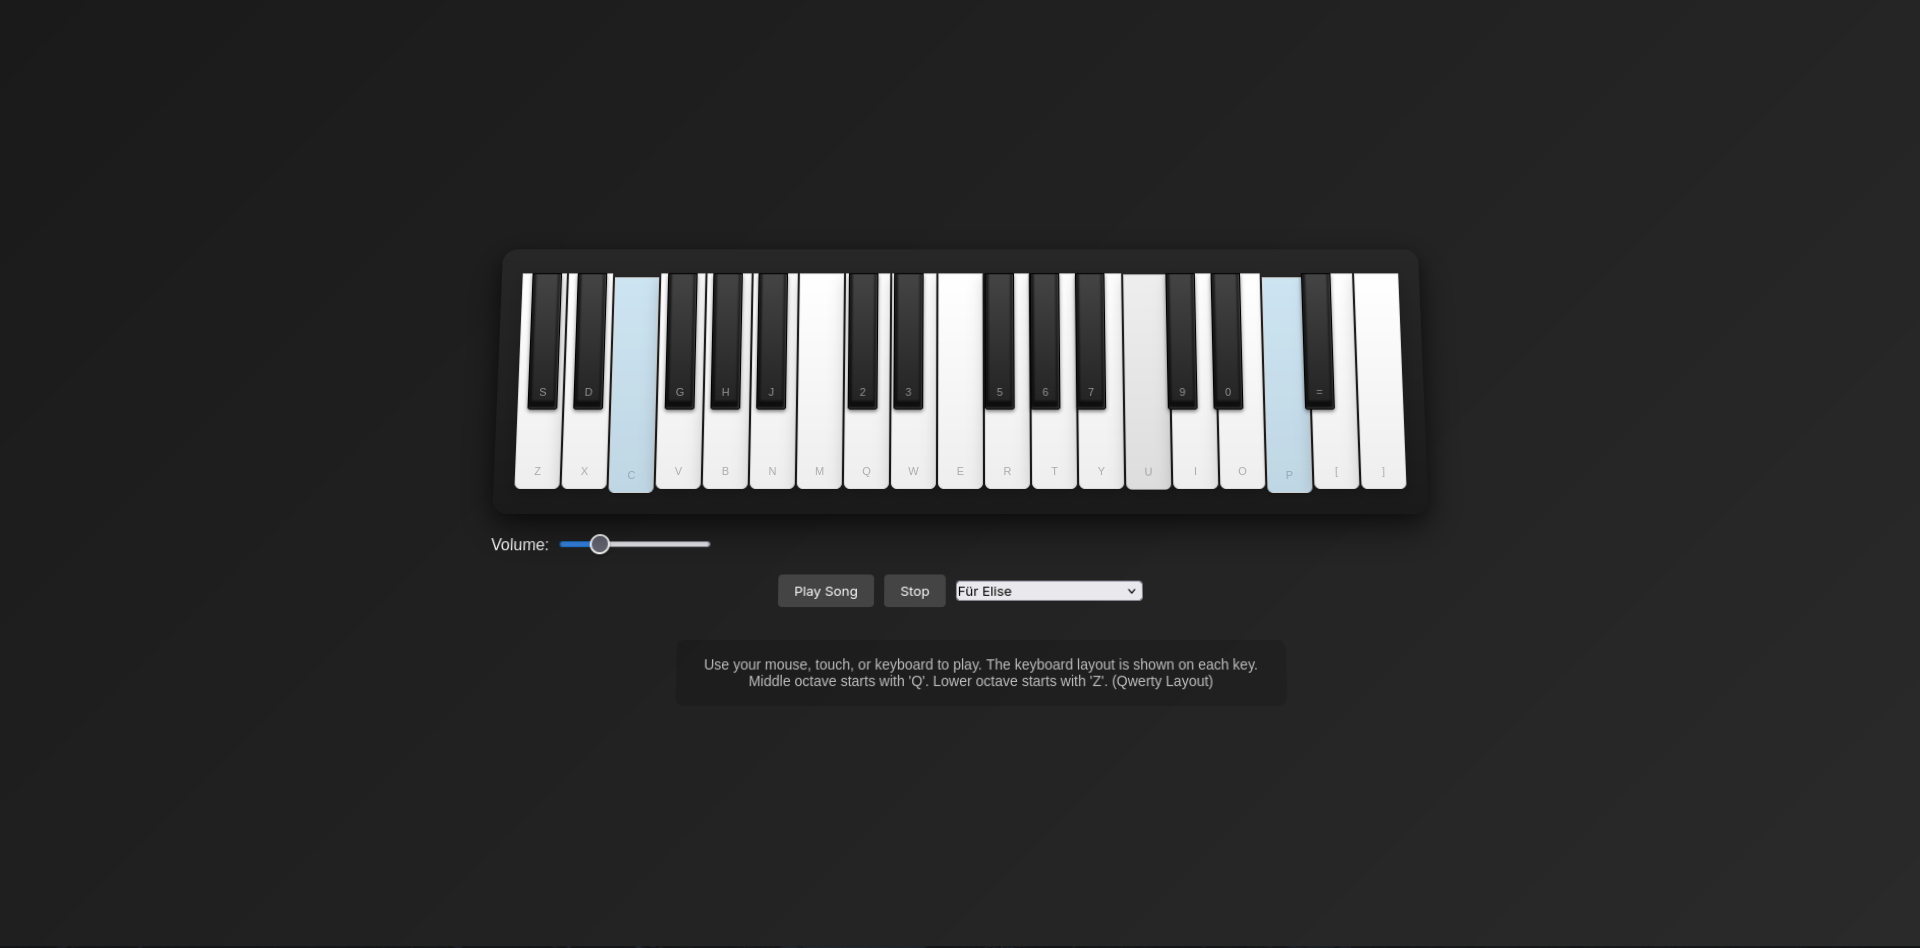 S D G H J 2 3 5 6 7 9 0 =
Z X C V B N M Q W E R T Y U I O P [ ]
Volume:
Play Song Stop Für Elise
Use your mouse, touch, or keyboard to play. The keyboard layout is shown on each key.
Middle octave starts with 'Q'. Lower octave starts with 'Z'. (Qwerty Layout)